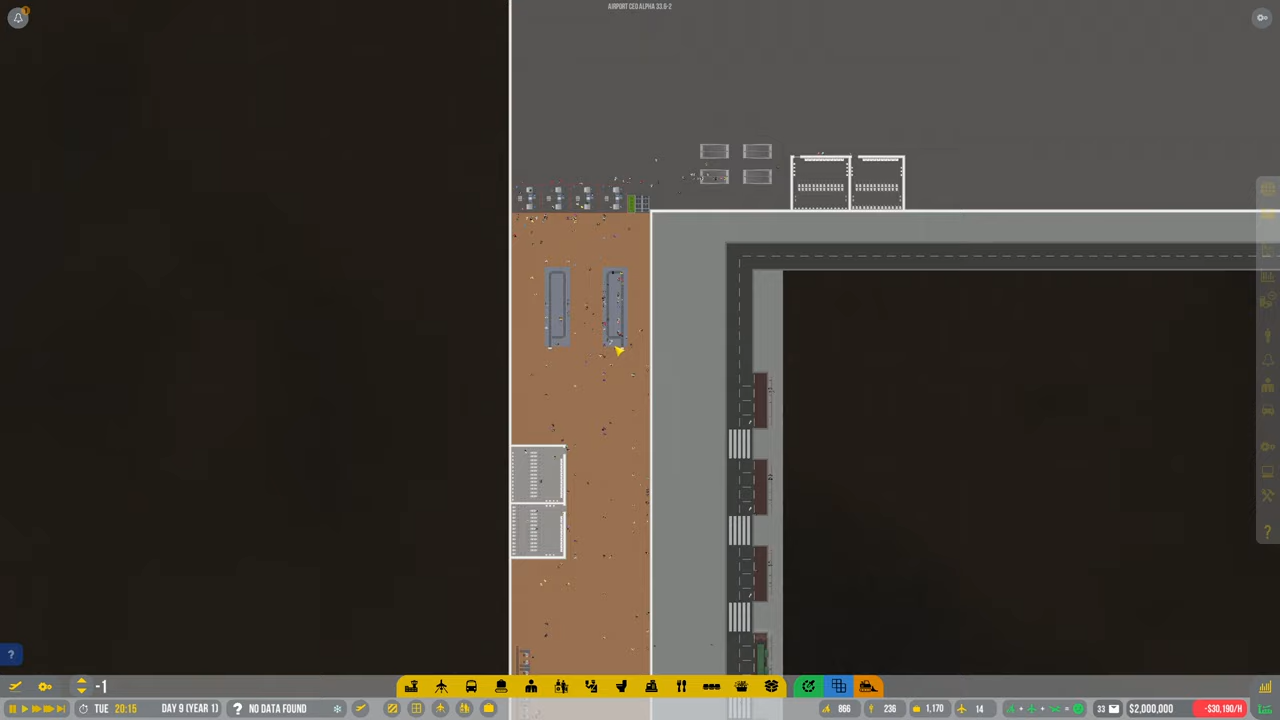 AIRPORT CEO ALPHA 33.6-2
?
?
-1
TUE 20:15
DAY 9 (YEAR 1)
? NO DATA FOUND
866
236
1,170
14
33
$2,000,000
-$30,190/H